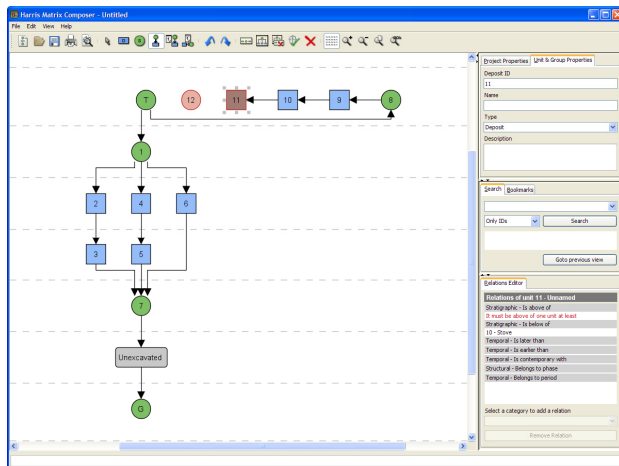 Harris Matrix Composer - Untitled
File Edit View Help
Project Properties Unit & Group Properties
Deposit ID
11
Name
Type
Deposit
Description
Search Bookmarks
Only IDs Search
Goto previous view
Relations Editor
Relations of unit 11 - Unnamed
Stratigraphic - Is above of
It must be above of one unit at least
Stratigraphic - Is below of
10 - Stove
Temporal - Is later than
Temporal - Is earlier than
Temporal - Is contemporary with
Structural - Belongs to phase
Temporal - Belongs to period
Select a category to add a relation
Remove Relation
T 12 11 10 9 8
1
2 4 6
3 5
7
Unexcavated
G